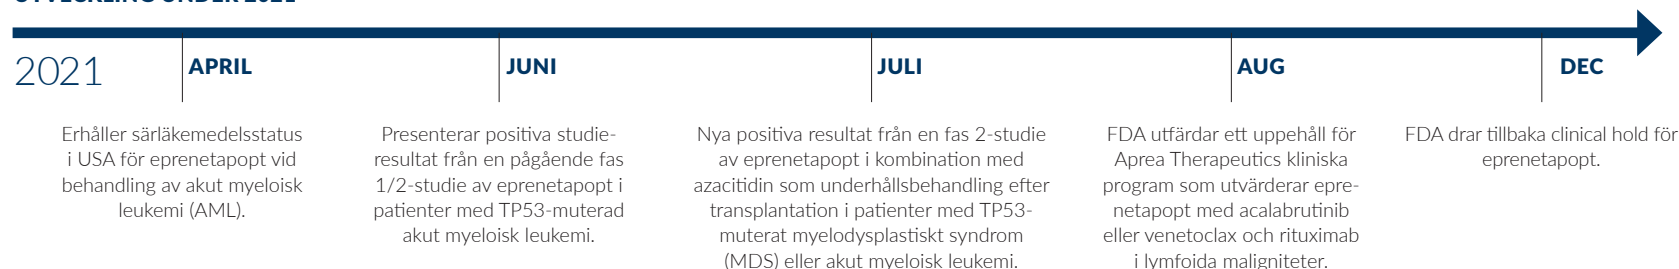 UTVECKLING UNDER 2021
2021
APRIL
Erhåller särläkemedelsstatus
i USA för eprenetapopt vid
behandling av akut myeloisk
leukemi (AML).
JUNI
Presenterar positiva studie-
resultat från en pågående fas
1/2-studie av eprenetapopt i
patienter med TP53-muterad
akut myeloisk leukemi.
JULI
Nya positiva resultat från en fas 2-studie
av eprenetapopt i kombination med
azacitidin som underhållsbehandling efter
transplantation i patienter med TP53-
muterat myelodysplastiskt syndrom
(MDS) eller akut myeloisk leukemi.
AUG
FDA utfärdar ett uppehåll för
Aprea Therapeutics kliniska
program som utvärderar epre-
netapopt med acalabrutinib
eller venetoclax och rituximab
i lymfoida maligniteter.
DEC
FDA drar tillbaka clinical hold för
eprenetapopt.